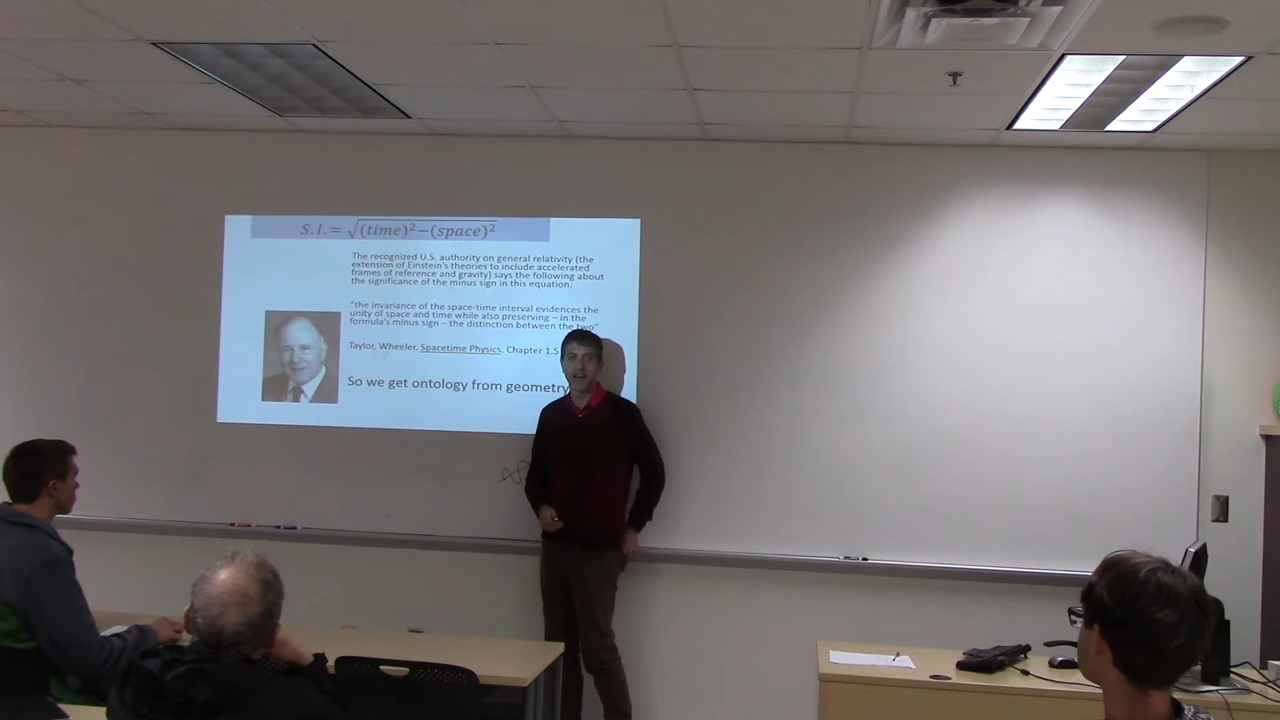 S.I.= √(time)²−(space)²
The recognized U.S. authority on general relativity (the
extension of Einstein's theories to include accelerated
frames of reference and gravity) says the following about
the significance of the minus sign in this equation:
"the invariance of the space-time interval evidences the
unity of space and time while also preserving – in the
formula's minus sign – the distinction between the two"
Taylor, Wheeler, Spacetime Physics. Chapter 1.5
So we get ontology from geometry